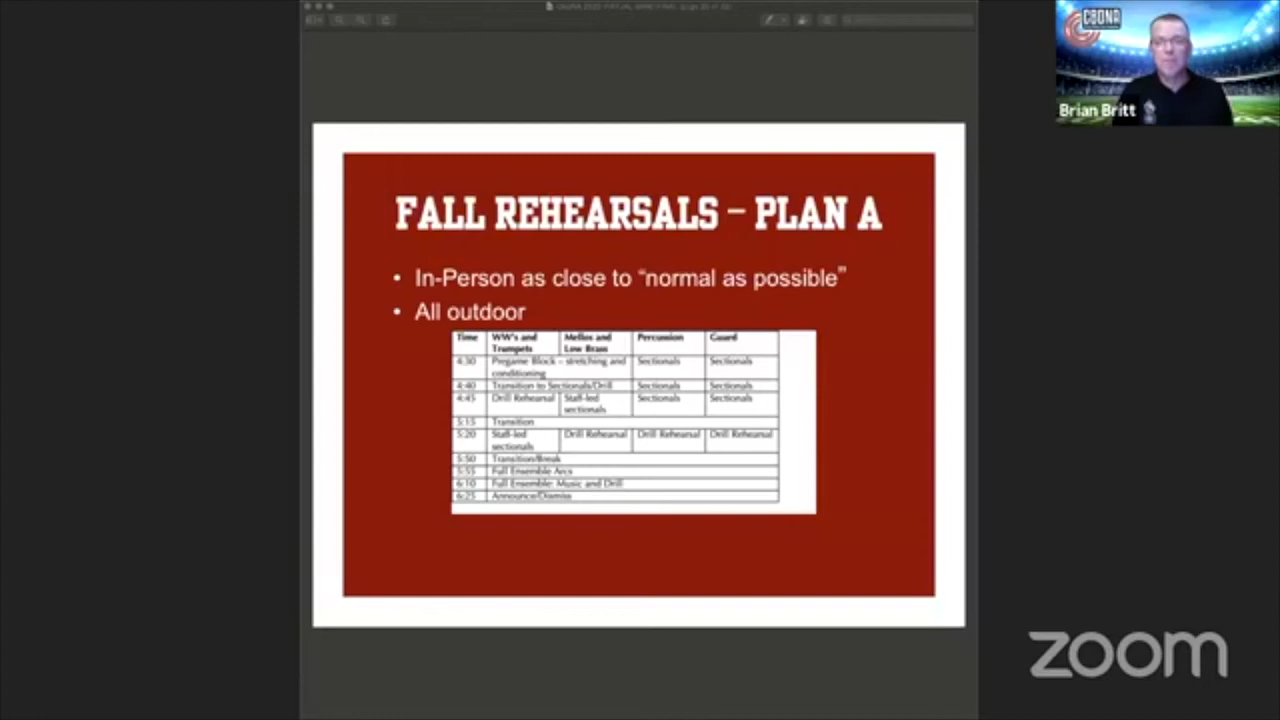 CBDNA
Brian Britt
FALL REHEARSALS – PLAN A
• In-Person as close to “normal as possible”
• All outdoor
Time WW's and Trumpets Mellos and Low Brass Percussion Guard
4:30 Pregame Block – stretching and conditioning Sectionals Sectionals
4:40 Transition to Sectionals/Drill Sectionals Sectionals
4:45 Drill Rehearsal Staff-led sectionals Sectionals Sectionals
5:15 Transition
5:20 Staff-led sectionals Drill Rehearsal Drill Rehearsal Drill Rehearsal
5:50 Transition/Break
5:55 Full Ensemble Arcs
6:10 Full Ensemble: Music and Drill
6:25 Announce/Dismiss
zoom